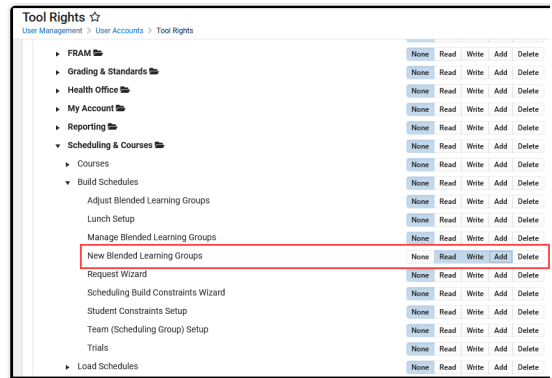 Tool Rights ☆
User Management > User Accounts > Tool Rights
FRAM None Read Write Add Delete
Grading & Standards None Read Write Add Delete
Health Office None Read Write Add Delete
My Account None Read Write Add Delete
Reporting None Read Write Add Delete
Scheduling & Courses None Read Write Add Delete
Courses None Read Write Add Delete
Build Schedules None Read Write Add Delete
Adjust Blended Learning Groups None Read Write Add Delete
Lunch Setup None Read Write Add Delete
Manage Blended Learning Groups None Read Write Add Delete
New Blended Learning Groups None Read Write Add Delete
Request Wizard None Read Write Add Delete
Scheduling Build Constraints Wizard None Read Write Add Delete
Student Constraints Setup None Read Write Add Delete
Team (Scheduling Group) Setup None Read Write Add Delete
Trials None Read Write Add Delete
Load Schedules None Read Write Add Delete